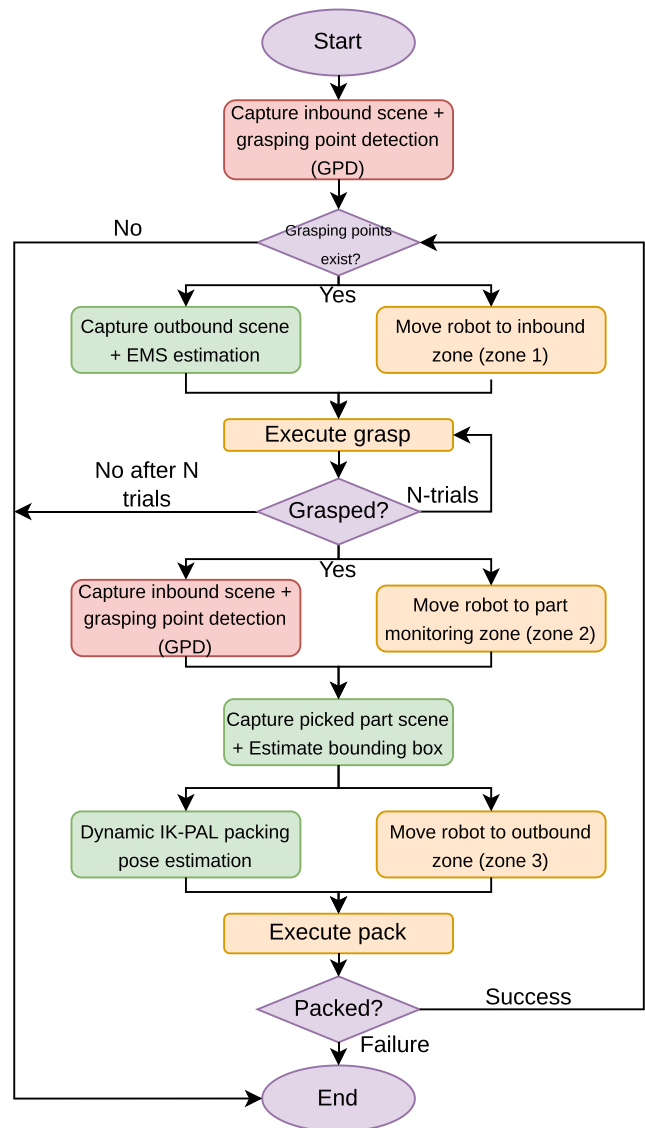 Start
Capture inbound scene +
grasping point detection
(GPD)
No
Grasping points
exist?
Yes
Capture outbound scene
+ EMS estimation
Move robot to inbound
zone (zone 1)
Execute grasp
No after N
trials
Grasped?
N-trials
Yes
Capture inbound scene +
grasping point detection
(GPD)
Move robot to part
monitoring zone (zone 2)
Capture picked part scene
+ Estimate bounding box
Dynamic IK-PAL packing
pose estimation
Move robot to outbound
zone (zone 3)
Execute pack
Packed?
Success
Failure
End